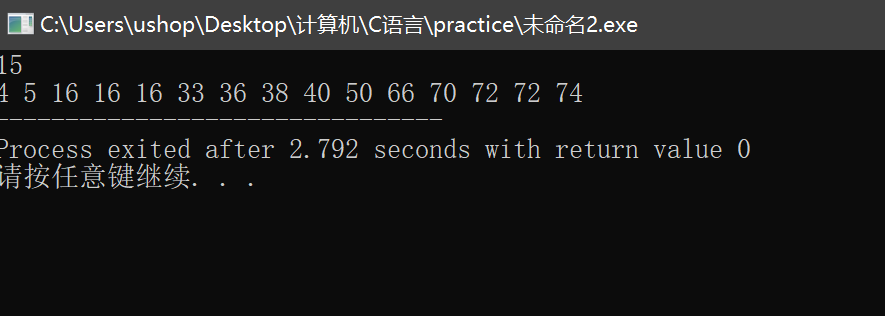 C:\Users\ushop\Desktop\计算机\C语言\practice\未命名2.exe
15
4 5 16 16 16 33 36 38 40 50 66 70 72 72 74
--------------------------------
Process exited after 2.792 seconds with return value 0
请按任意键继续. . .